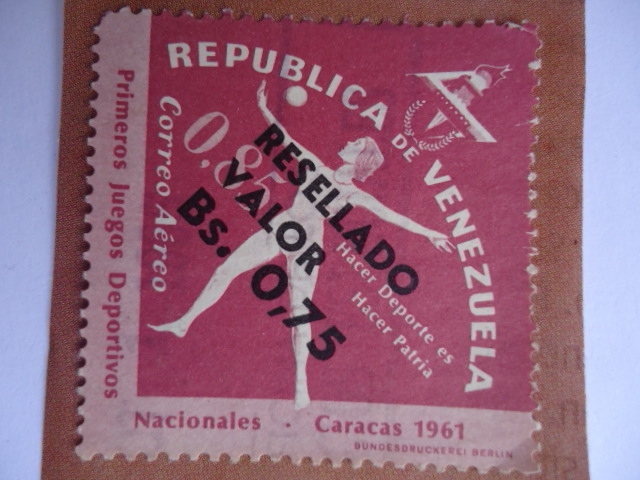 REPUBLICA DE VENEZUELA
Primeros Juegos Deportivos
Correo Aéreo
0,85
RESELLADO
VALOR
Bs. 0,75
Hacer Deporte es
Hacer Patria
Nacionales · Caracas 1961
BUNDESDRUCKEREI BERLIN